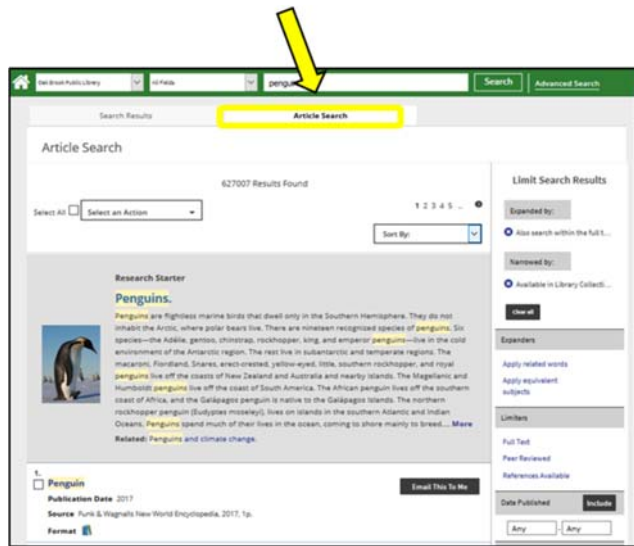 Oak Brook Public Library All Fields penguins Search Advanced Search
Search Results Article Search
Article Search
627007 Results Found
Select All Select an Action
1 2 3 4 5 ...
Sort By:
Research Starter
Penguins.
Penguins are flightless marine birds that dwell only in the Southern Hemisphere. They do not
inhabit the Arctic, where polar bears live. There are nineteen recognized species of penguins. Six
species—the Adélie, gentoo, chinstrap, rockhopper, king, and emperor penguins—live in the cold
environment of the Antarctic region. The rest live in subantarctic and temperate regions. The
macaroni, Fiordland, Snares, erect-crested, yellow-eyed, little, southern rockhopper, and royal
penguins live off the coasts of New Zealand and Australia and nearby islands. The Magellanic and
Humboldt penguins live off the coast of South America. The African penguin lives off the southern
coast of Africa, and the Galápagos penguin is native to the Galápagos Islands. The northern
rockhopper penguin (Eudyptes moseleyi), lives on islands in the southern Atlantic and Indian
Oceans. Penguins spend much of their lives in the ocean, coming to shore mainly to breed.... More
Related: Penguins and climate change.
1.
Penguin
Email This To Me
Publication Date 2017
Source Funk & Wagnalls New World Encyclopedia, 2017, 1p.
Format
Limit Search Results
Expanded by:
Also search within the full t...
Narrowed by:
Available in Library Collecti...
Clear all
Expanders
Apply related words
Apply equivalent
subjects
Limiters
Full Text
Peer Reviewed
References Available
Date Published Include
Any - Any